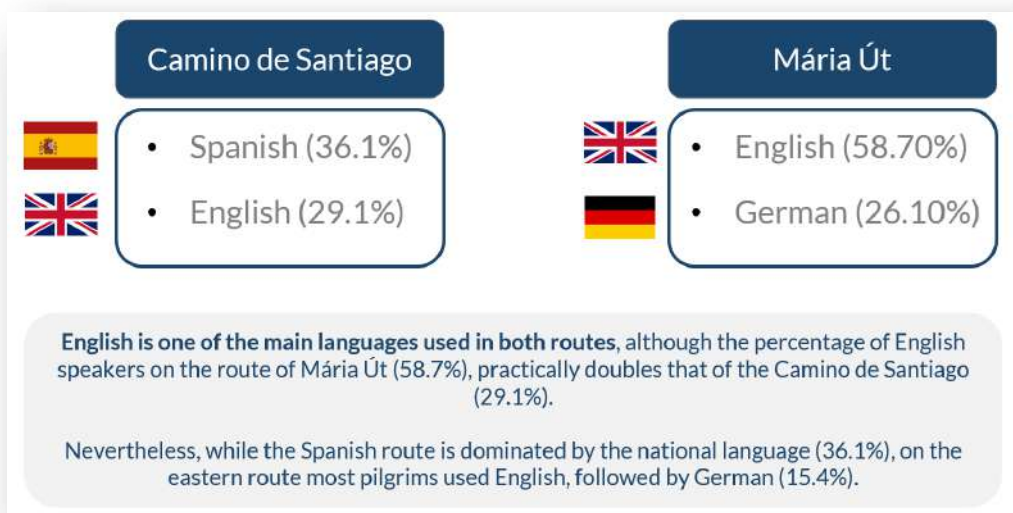 Camino de Santiago
• Spanish (36.1%)
• English (29.1%)
Mária Út
• English (58.70%)
• German (26.10%)
English is one of the main languages used in both routes, although the percentage of English
speakers on the route of Mária Út (58.7%), practically doubles that of the Camino de Santiago
(29.1%).
Nevertheless, while the Spanish route is dominated by the national language (36.1%), on the
eastern route most pilgrims used English, followed by German (15.4%).